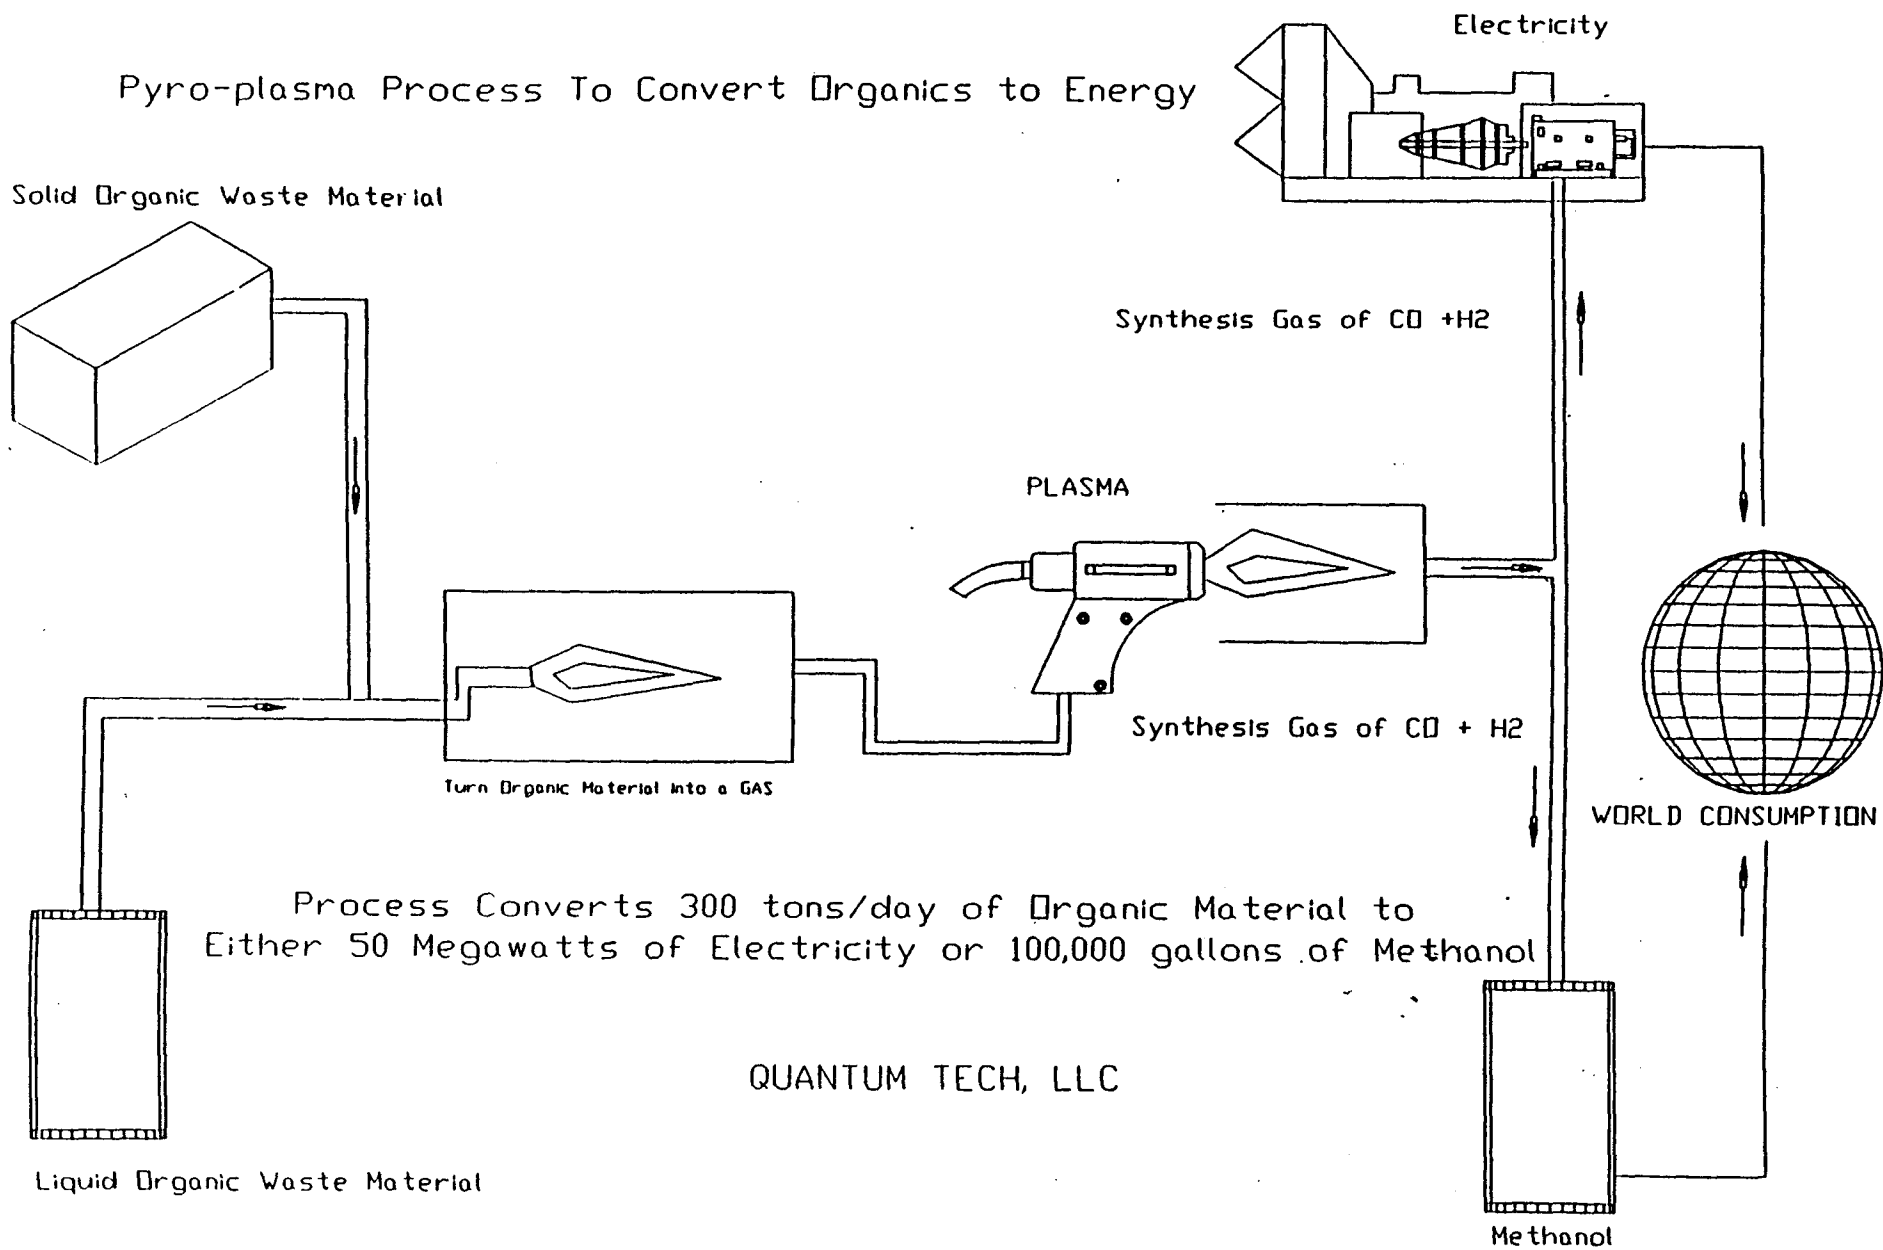 Electricity
Pyro-plasma Process To Convert Organics to Energy
Solid Organic Waste Material
Synthesis Gas of CO +H2
PLASMA
Synthesis Gas of CO + H2
Turn Organic Material into a GAS
WORLD CONSUMPTION
Process Converts 300 tons/day of Organic Material to
Either 50 Megawatts of Electricity or 100,000 gallons of Methanol
QUANTUM TECH, LLC
Liquid Organic Waste Material
Methanol